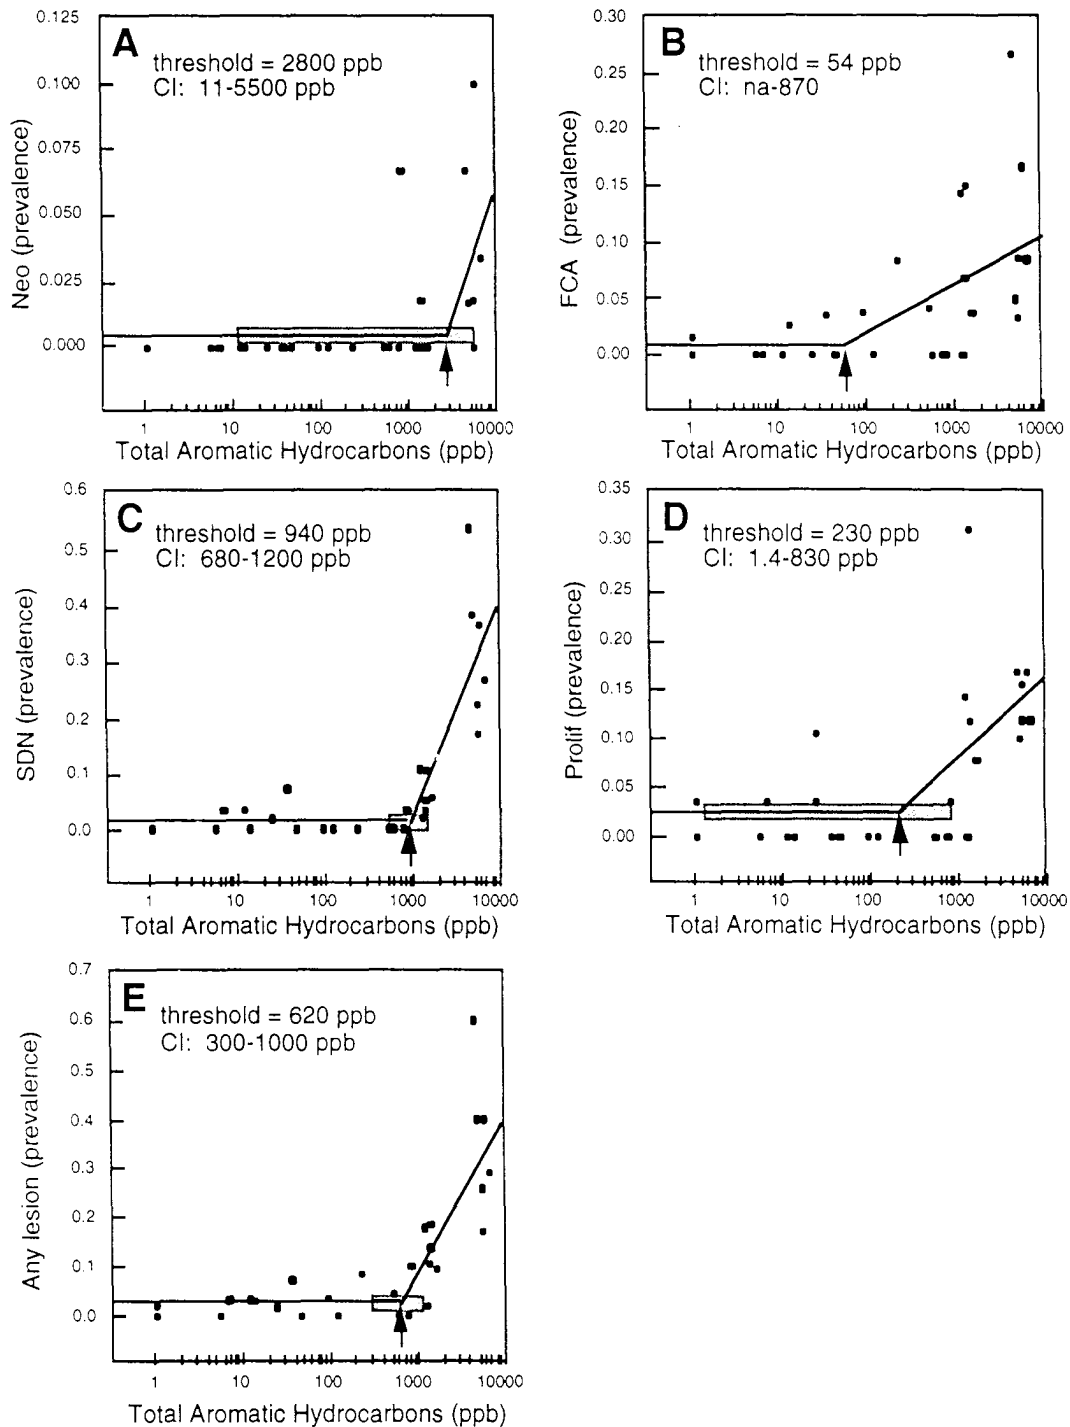 A
threshold = 2800 ppb
CI: 11-5500 ppb
0.125
0.100
0.075
0.050
0.025
0.000
Neo (prevalence)
1 10 100 1000 10000
Total Aromatic Hydrocarbons (ppb)
B
threshold = 54 ppb
CI: na-870
0.30
0.25
0.20
0.15
0.10
0.05
0.00
FCA (prevalence)
1 10 100 1000 10000
Total Aromatic Hydrocarbons (ppb)
C
threshold = 940 ppb
CI: 680-1200 ppb
0.6
0.5
0.4
0.3
0.2
0.1
0.0
SDN (prevalence)
1 10 100 1000 10000
Total Aromatic Hydrocarbons (ppb)
D
threshold = 230 ppb
CI: 1.4-830 ppb
0.35
0.30
0.25
0.20
0.15
0.10
0.05
0.00
Prolif (prevalence)
1 10 100 1000 10000
Total Aromatic Hydrocarbons (ppb)
E
threshold = 620 ppb
CI: 300-1000 ppb
0.7
0.6
0.5
0.4
0.3
0.2
0.1
0.0
Any lesion (prevalence)
1 10 100 1000 10000
Total Aromatic Hydrocarbons (ppb)